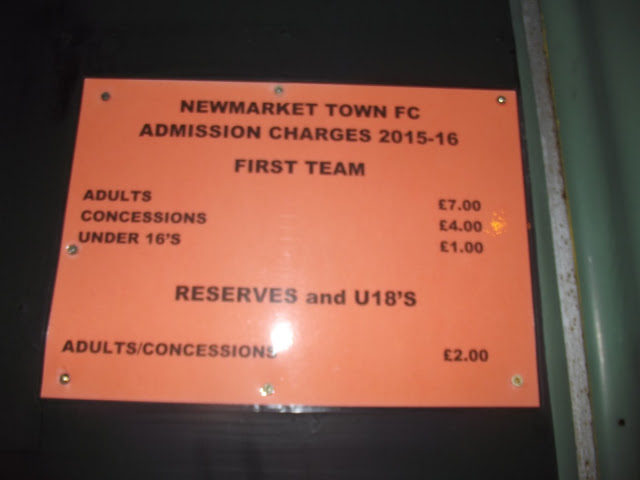 NEWMARKET TOWN FC
ADMISSION CHARGES 2015-16
FIRST TEAM
ADULTS £7.00
CONCESSIONS £4.00
UNDER 16'S £1.00
RESERVES and U18'S
ADULTS/CONCESSIONS £2.00